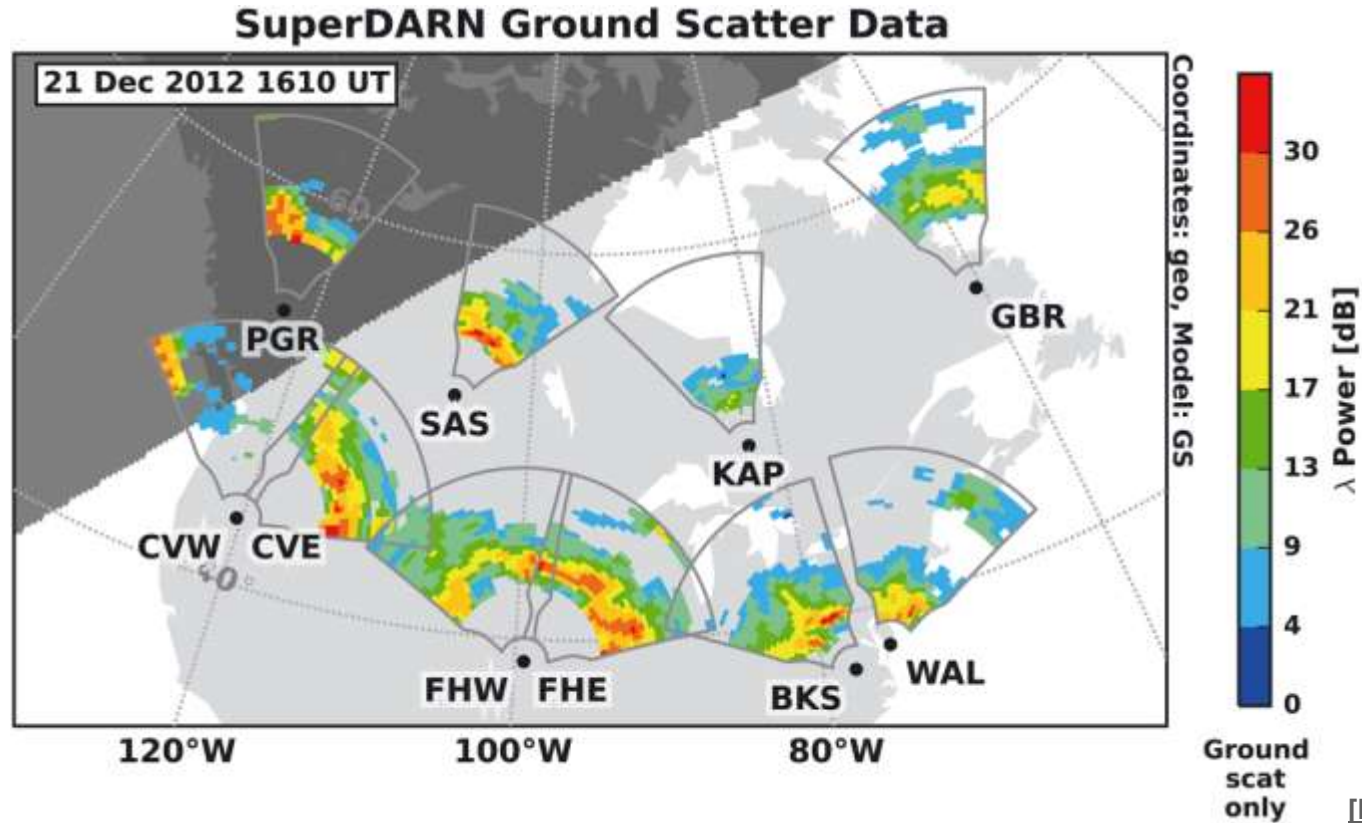 SuperDARN Ground Scatter Data
21 Dec 2012 1610 UT
60
PGR
GBR
SAS
KAP
CVW CVE
40°
FHW FHE
BKS
WAL
120°W
100°W
80°W
Coordinates: geo, Model: GS
30
26
21
17
13
9
4
0
λ Power [dB]
Ground
scat
only